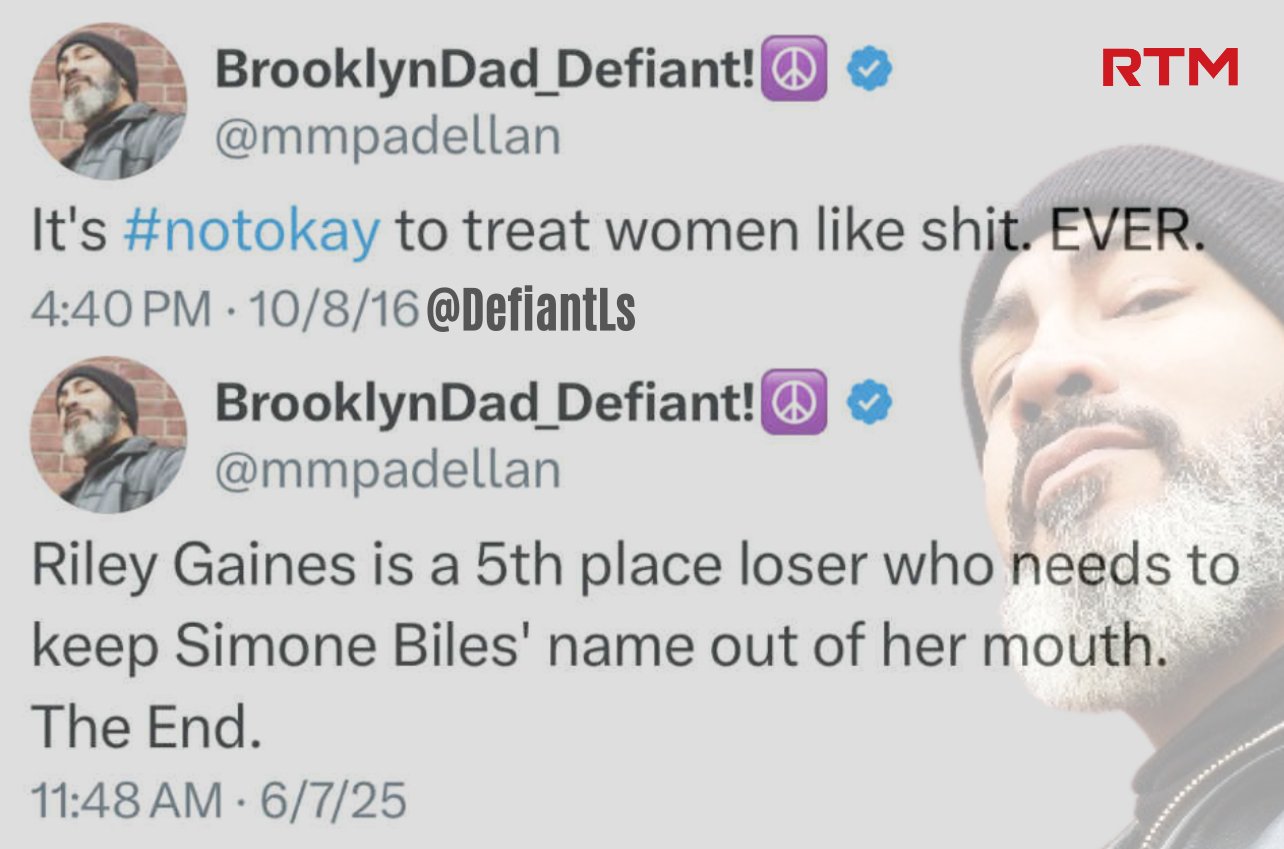 BrooklynDad_Defiant!☮️
RTM
@mmpadellan
It's #notokay to treat women like shit. EVER.
4:40 PM · 10/8/16 @DefiantLs
BrooklynDad_Defiant!☮️
@mmpadellan
Riley Gaines is a 5th place loser who needs to
keep Simone Biles' name out of her mouth.
The End.
11:48 AM · 6/7/25